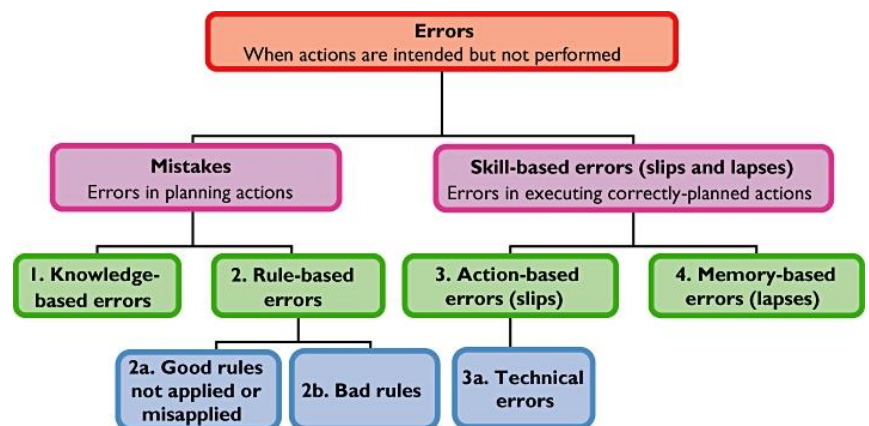 Errors
When actions are intended but not performed
Mistakes
Errors in planning actions
Skill-based errors (slips and lapses)
Errors in executing correctly-planned actions
1. Knowledge-
based errors
2. Rule-based
errors
3. Action-based
errors (slips)
4. Memory-based
errors (lapses)
2a. Good rules
not applied or
misapplied
2b. Bad rules
3a. Technical
errors